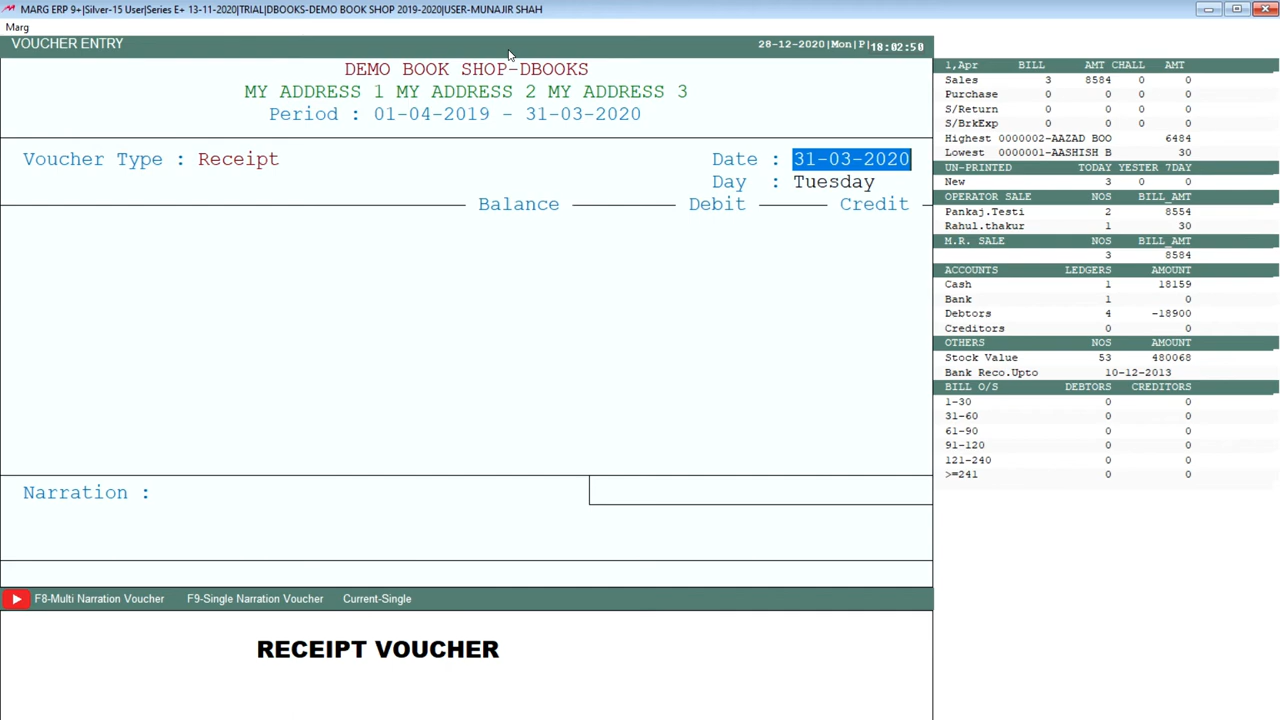 MARG ERP 9+|Silver-15 User|Series E+ 13-11-2020|TRIAL|DBOOKS-DEMO BOOK SHOP 2019-2020|USER-MUNAJIR SHAH
Marg
VOUCHER ENTRY 28-12-2020|Mon|P|18:02:50
DEMO BOOK SHOP-DBOOKS
MY ADDRESS 1 MY ADDRESS 2 MY ADDRESS 3
Period : 01-04-2019 - 31-03-2020
Voucher Type : Receipt Date : 31-03-2020
Day : Tuesday
Balance Debit Credit
Narration :
F8-Multi Narration Voucher F9-Single Narration Voucher Current-Single
RECEIPT VOUCHER
1,Apr BILL AMT CHALL AMT
Sales 3 8584 0 0
Purchase 0 0 0 0
S/Return 0 0 0 0
S/BrkExp 0 0 0 0
Highest 0000002-AAZAD BOO 6484
Lowest 0000001-AASHISH B 30
UN-PRINTED TODAY YESTER 7DAY
New 3 0 0
OPERATOR SALE NOS BILL_AMT
Pankaj.Testi 2 8554
Rahul.thakur 1 30
M.R. SALE NOS BILL_AMT
3 8584
ACCOUNTS LEDGERS AMOUNT
Cash 1 18159
Bank 1 0
Debtors 4 -18900
Creditors 0 0
OTHERS NOS AMOUNT
Stock Value 53 480068
Bank Reco.Upto 10-12-2013
BILL O/S DEBTORS CREDITORS
1-30 0 0
31-60 0 0
61-90 0 0
91-120 0 0
121-240 0 0
>=241 0 0